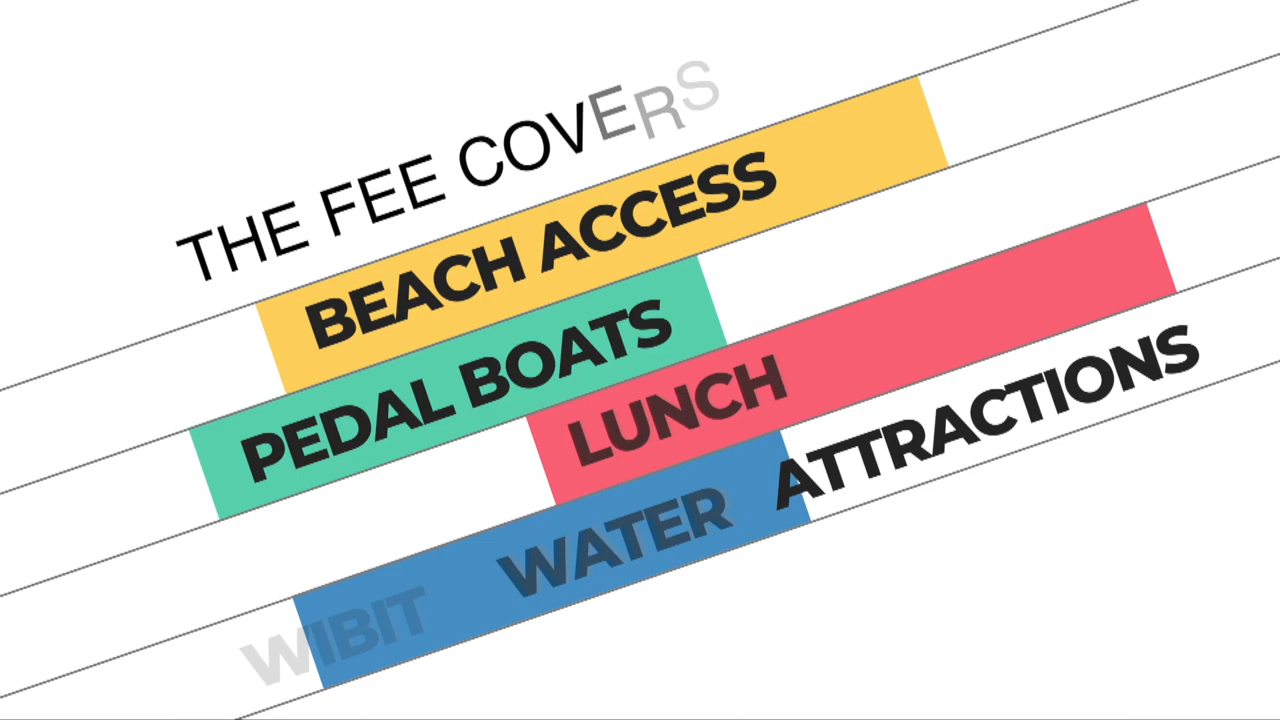 THE FEE COVERS
BEACH ACCESS
PEDAL BOATS
LUNCH
WIBIT WATER ATTRACTIONS